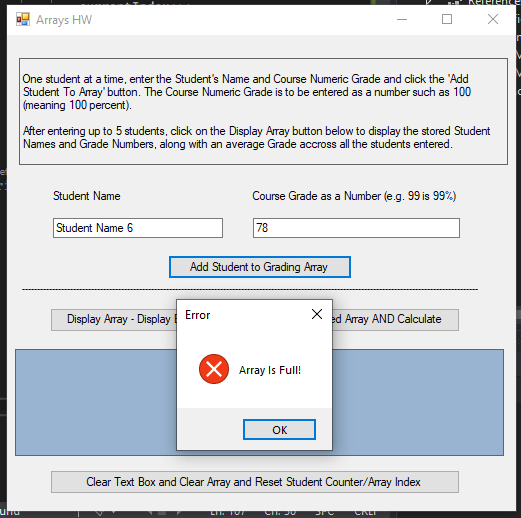 Arrays HW
One student at a time, enter the Student's Name and Course Numeric Grade and click the 'Add
Student To Array' button. The Course Numeric Grade is to be entered as a number such as 100
(meaning 100 percent).
After entering up to 5 students, click on the Display Array button below to display the stored Student
Names and Grade Numbers, along with an average Grade accross all the students entered.
Student Name
Course Grade as a Number (e.g. 99 is 99%)
Student Name 6
78
Add Student to Grading Array
Display Array - Display
ed Array AND Calculate
Error
Array Is Full!
OK
Clear Text Box and Clear Array and Reset Student Counter/Array Index